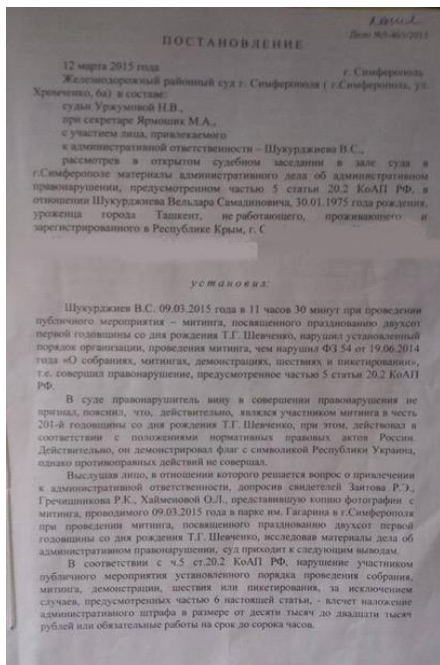 Дело №5-465/2015
ПОСТАНОВЛЕНИЕ
12 марта 2015 года г. Симферополь
Железнодорожный районный суд г. Симферополя ( г.Симферополь, ул.
Хромченко, 6а) в составе:
судьи Уржумовой Н.В.,
при секретаре Ярмошик М.А.,
с участием лица, привлекаемого
к административной ответственности – Шукурджиева В.С.,
рассмотрев в открытом судебном заседании в зале суда в
г.Симферополе материалы административного дела об административном
правонарушении, предусмотренном частью 5 статьи 20.2 КоАП РФ, в
отношении Шукурджиева Вельдара Самадиновича, 30.01.1975 года рождения,
уроженца города Ташкент, не работающего, проживающего и
зарегистрированного в Республике Крым, г. С
установил:
Шукурджиев В.С. 09.03.2015 года в 11 часов 30 минут при проведении
публичного мероприятия – митинга, посвященного празднованию двухсот
первой годовщины со дня рождения Т.Г. Шевченко, нарушил установленный
порядок организации, проведения митинга, чем нарушил ФЗ 54 от 19.06.2014
года «О собраниях, митингах, демонстрациях, шествиях и пикетировании»,
т.е. совершил правонарушение, предусмотренное частью 5 статьи 20.2 КоАП
РФ.
В суде правонарушитель вину в совершении правонарушения не
признал, пояснил, что, действительно, являлся участником митинга в честь
201-й годовщины со дня рождения Т.Г. Шевченко, при этом, действовал в
соответствии с положениями нормативных правовых актов России.
Действительно, он демонстрировал флаг с символикой Республики Украина,
однако противоправных действий не совершал.
Выслушав лицо, в отношении которого решается вопрос о привлечении
к административной ответственности, допросив свидетелей Заитова Р.Э.,
Гречишникова Р.К., Хайменовой О.Л., представившую копию фотографии с
митинга, проводимого 09.03.2015 года в парке им. Гагарина в г.Симферополя
при проведении митинга, посвященного празднованию двухсот первой
годовщины со дня рождения Т.Г. Шевченко, исследовав материалы дела об
административном правонарушении, суд приходит к следующим выводам.
В соответствии с ч.5 ст.20.2 КоАП РФ, нарушение участником
публичного мероприятия установленного порядка проведения собрания,
митинга, демонстрации, шествия или пикетирования, за исключением
случаев, предусмотренных частью 6 настоящей статьи, - влечет наложение
административного штрафа в размере от десяти тысяч до двадцати тысяч
рублей или обязательные работы на срок до сорока часов.